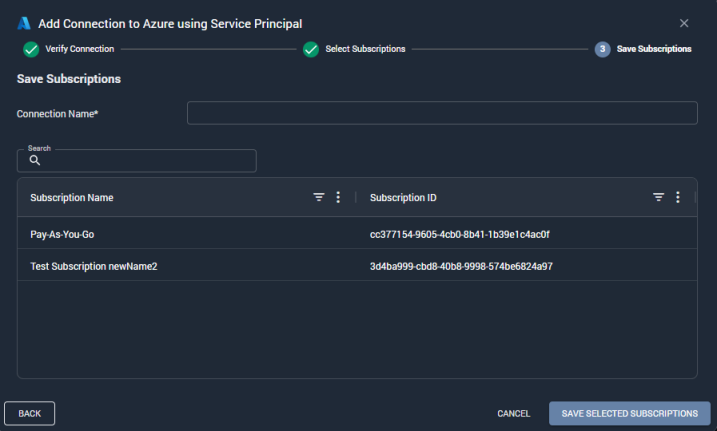 Add Connection to Azure using Service Principal
Verify Connection Select Subscriptions 3 Save Subscriptions
Save Subscriptions
Connection Name*
Search
Subscription Name Subscription ID
Pay-As-You-Go cc377154-9605-4cb0-8b41-1b39e1c4ac0f
Test Subscription newName2 3d4ba999-cbd8-40b8-9998-574be6824a97
BACK CANCEL SAVE SELECTED SUBSCRIPTIONS